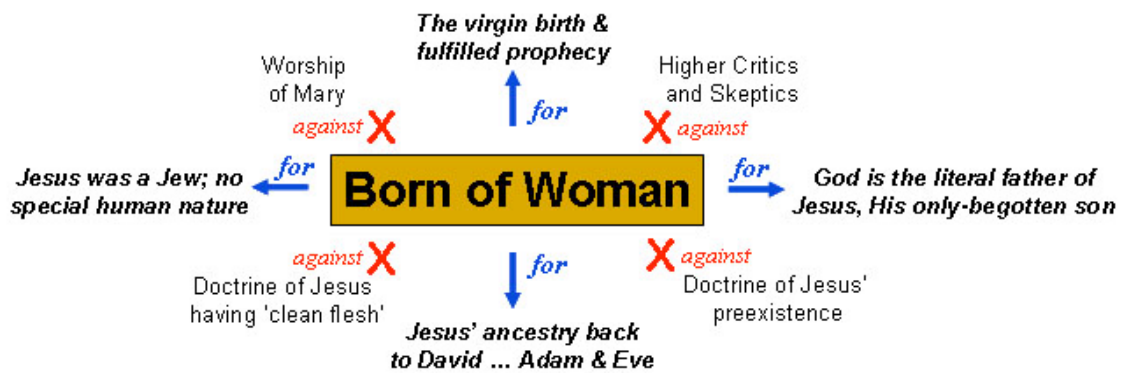 The virgin birth &
fulfilled prophecy
Worship
of Mary
Higher Critics
and Skeptics
for
against
against
for
for
Jesus was a Jew; no
special human nature
Born of Woman
God is the literal father of
Jesus, His only-begotten son
against
for
against
Doctrine of Jesus
having 'clean flesh'
Doctrine of Jesus'
preexistence
Jesus’ ancestry back
to David ... Adam & Eve